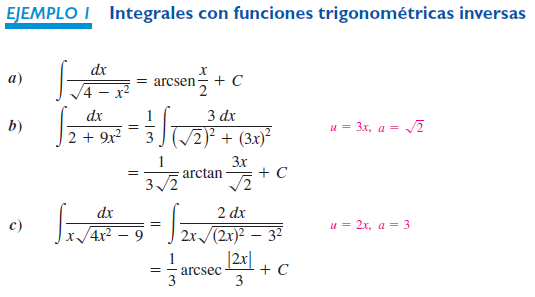 EJEMPLO 1 Integrales con funciones trigonométricas inversas
a) ∫ dx / √(4 − x²) = arcsen x/2 + C
b) ∫ dx / (2 + 9x²) = 1/3 ∫ 3 dx / ((√2)² + (3x)²) u = 3x, a = √2
= 1/(3√2) arctan 3x/√2 + C
c) ∫ dx / (x√(4x² − 9)) = ∫ 2 dx / (2x√((2x)² − 3²)) u = 2x, a = 3
= 1/3 arcsec |2x|/3 + C